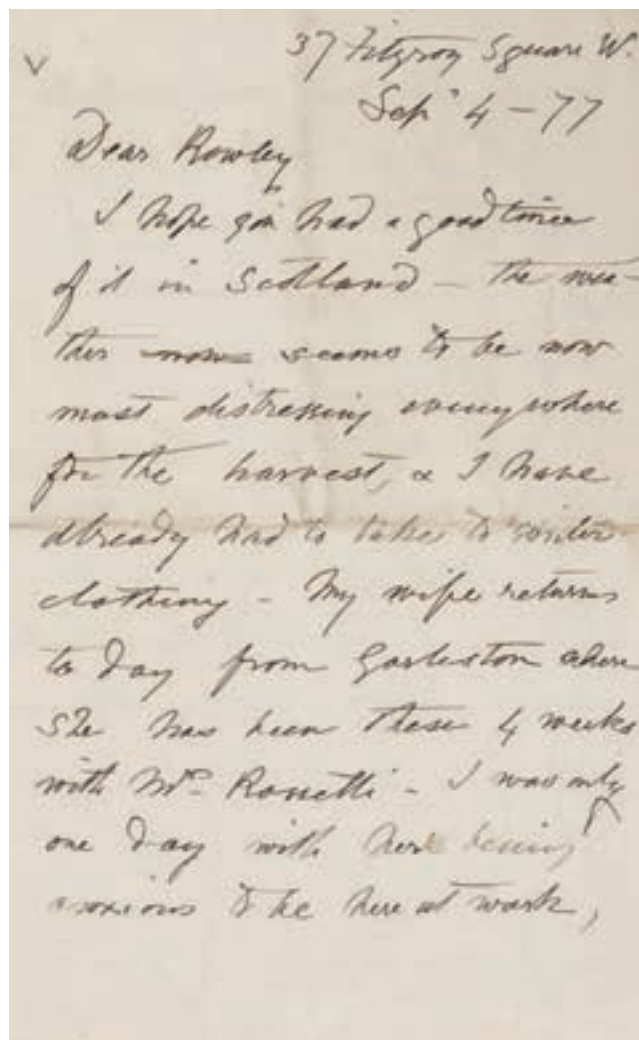 37 Fitzroy Square W.
Sep^r 4 – 77
Dear Rowley
I hope you had a good time
of it in Scotland – the wea-
ther seems to be now
most distressing everywhere
for the harvest, & I have
already had to take to winter
clothing – My wife returns
to day from Gorleston where
she has been these 4 weeks
with Mrs. Rossetti – I was only
one day with her being
anxious to be here at work,